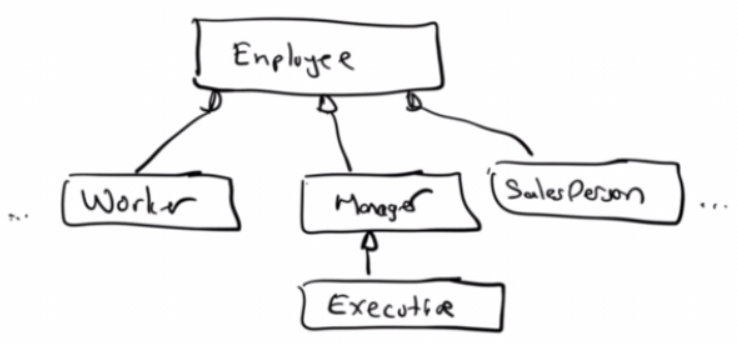 Employee
... Worker Manager SalesPerson ...
Executive